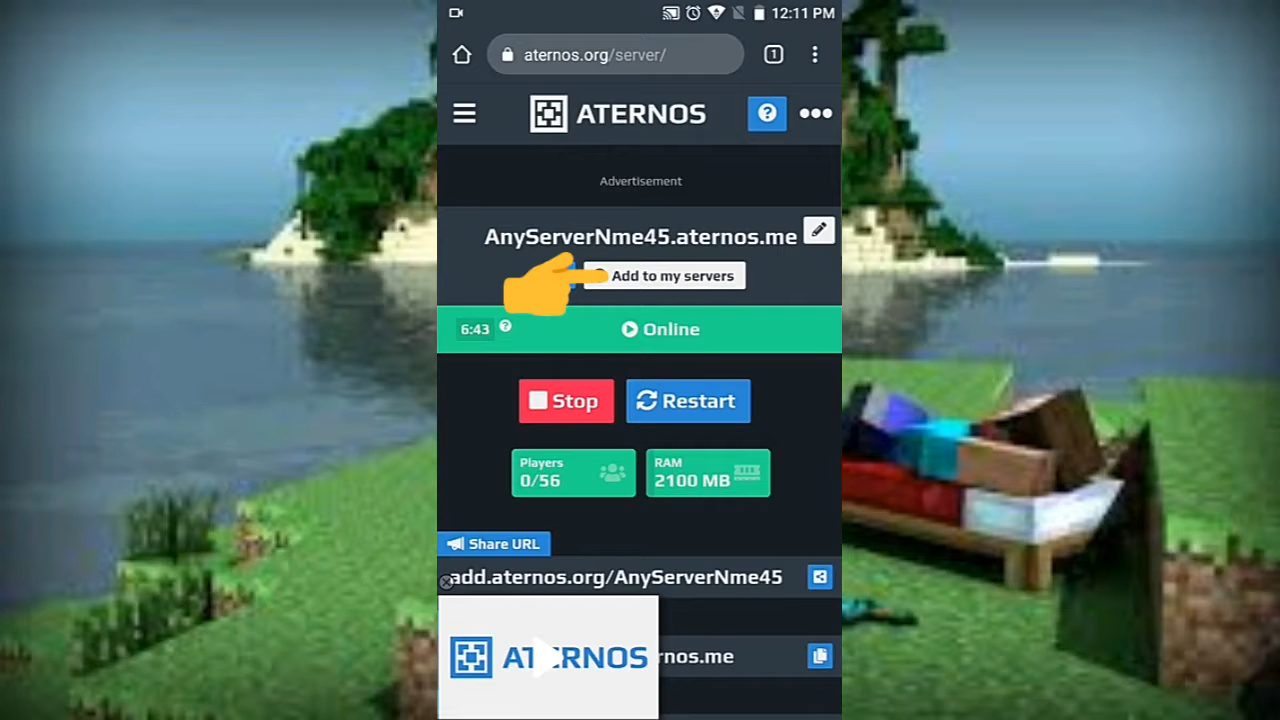 12:11 PM
aternos.org/server/
1
ATERNOS
?
Advertisement
AnyServerNme45.aternos.me
Add to my servers
6:43 ? Online
Stop
Restart
Players
0/56
RAM
2100 MB
Share URL
add.aternos.org/AnyServerNme45
ATERNOS
rnos.me